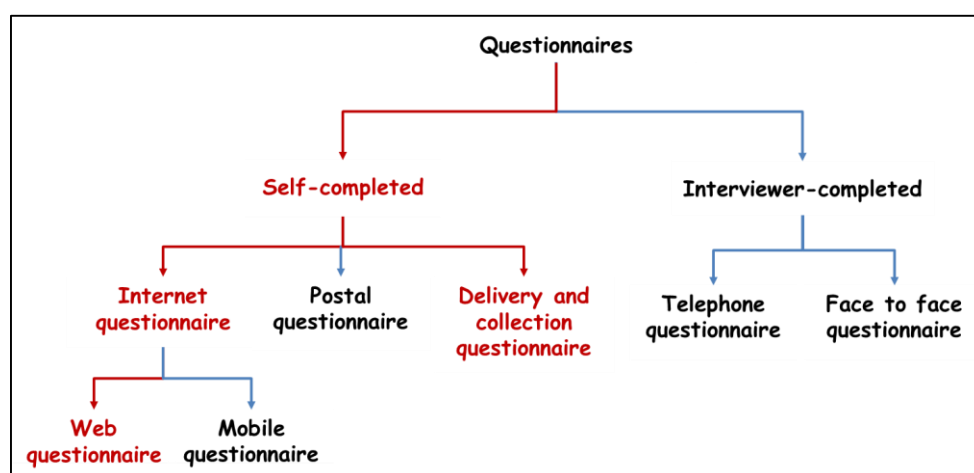 Questionnaires
Self-completed
Interviewer-completed
Internet
questionnaire
Postal
questionnaire
Delivery and
collection
questionnaire
Telephone
questionnaire
Face to face
questionnaire
Web
questionnaire
Mobile
questionnaire